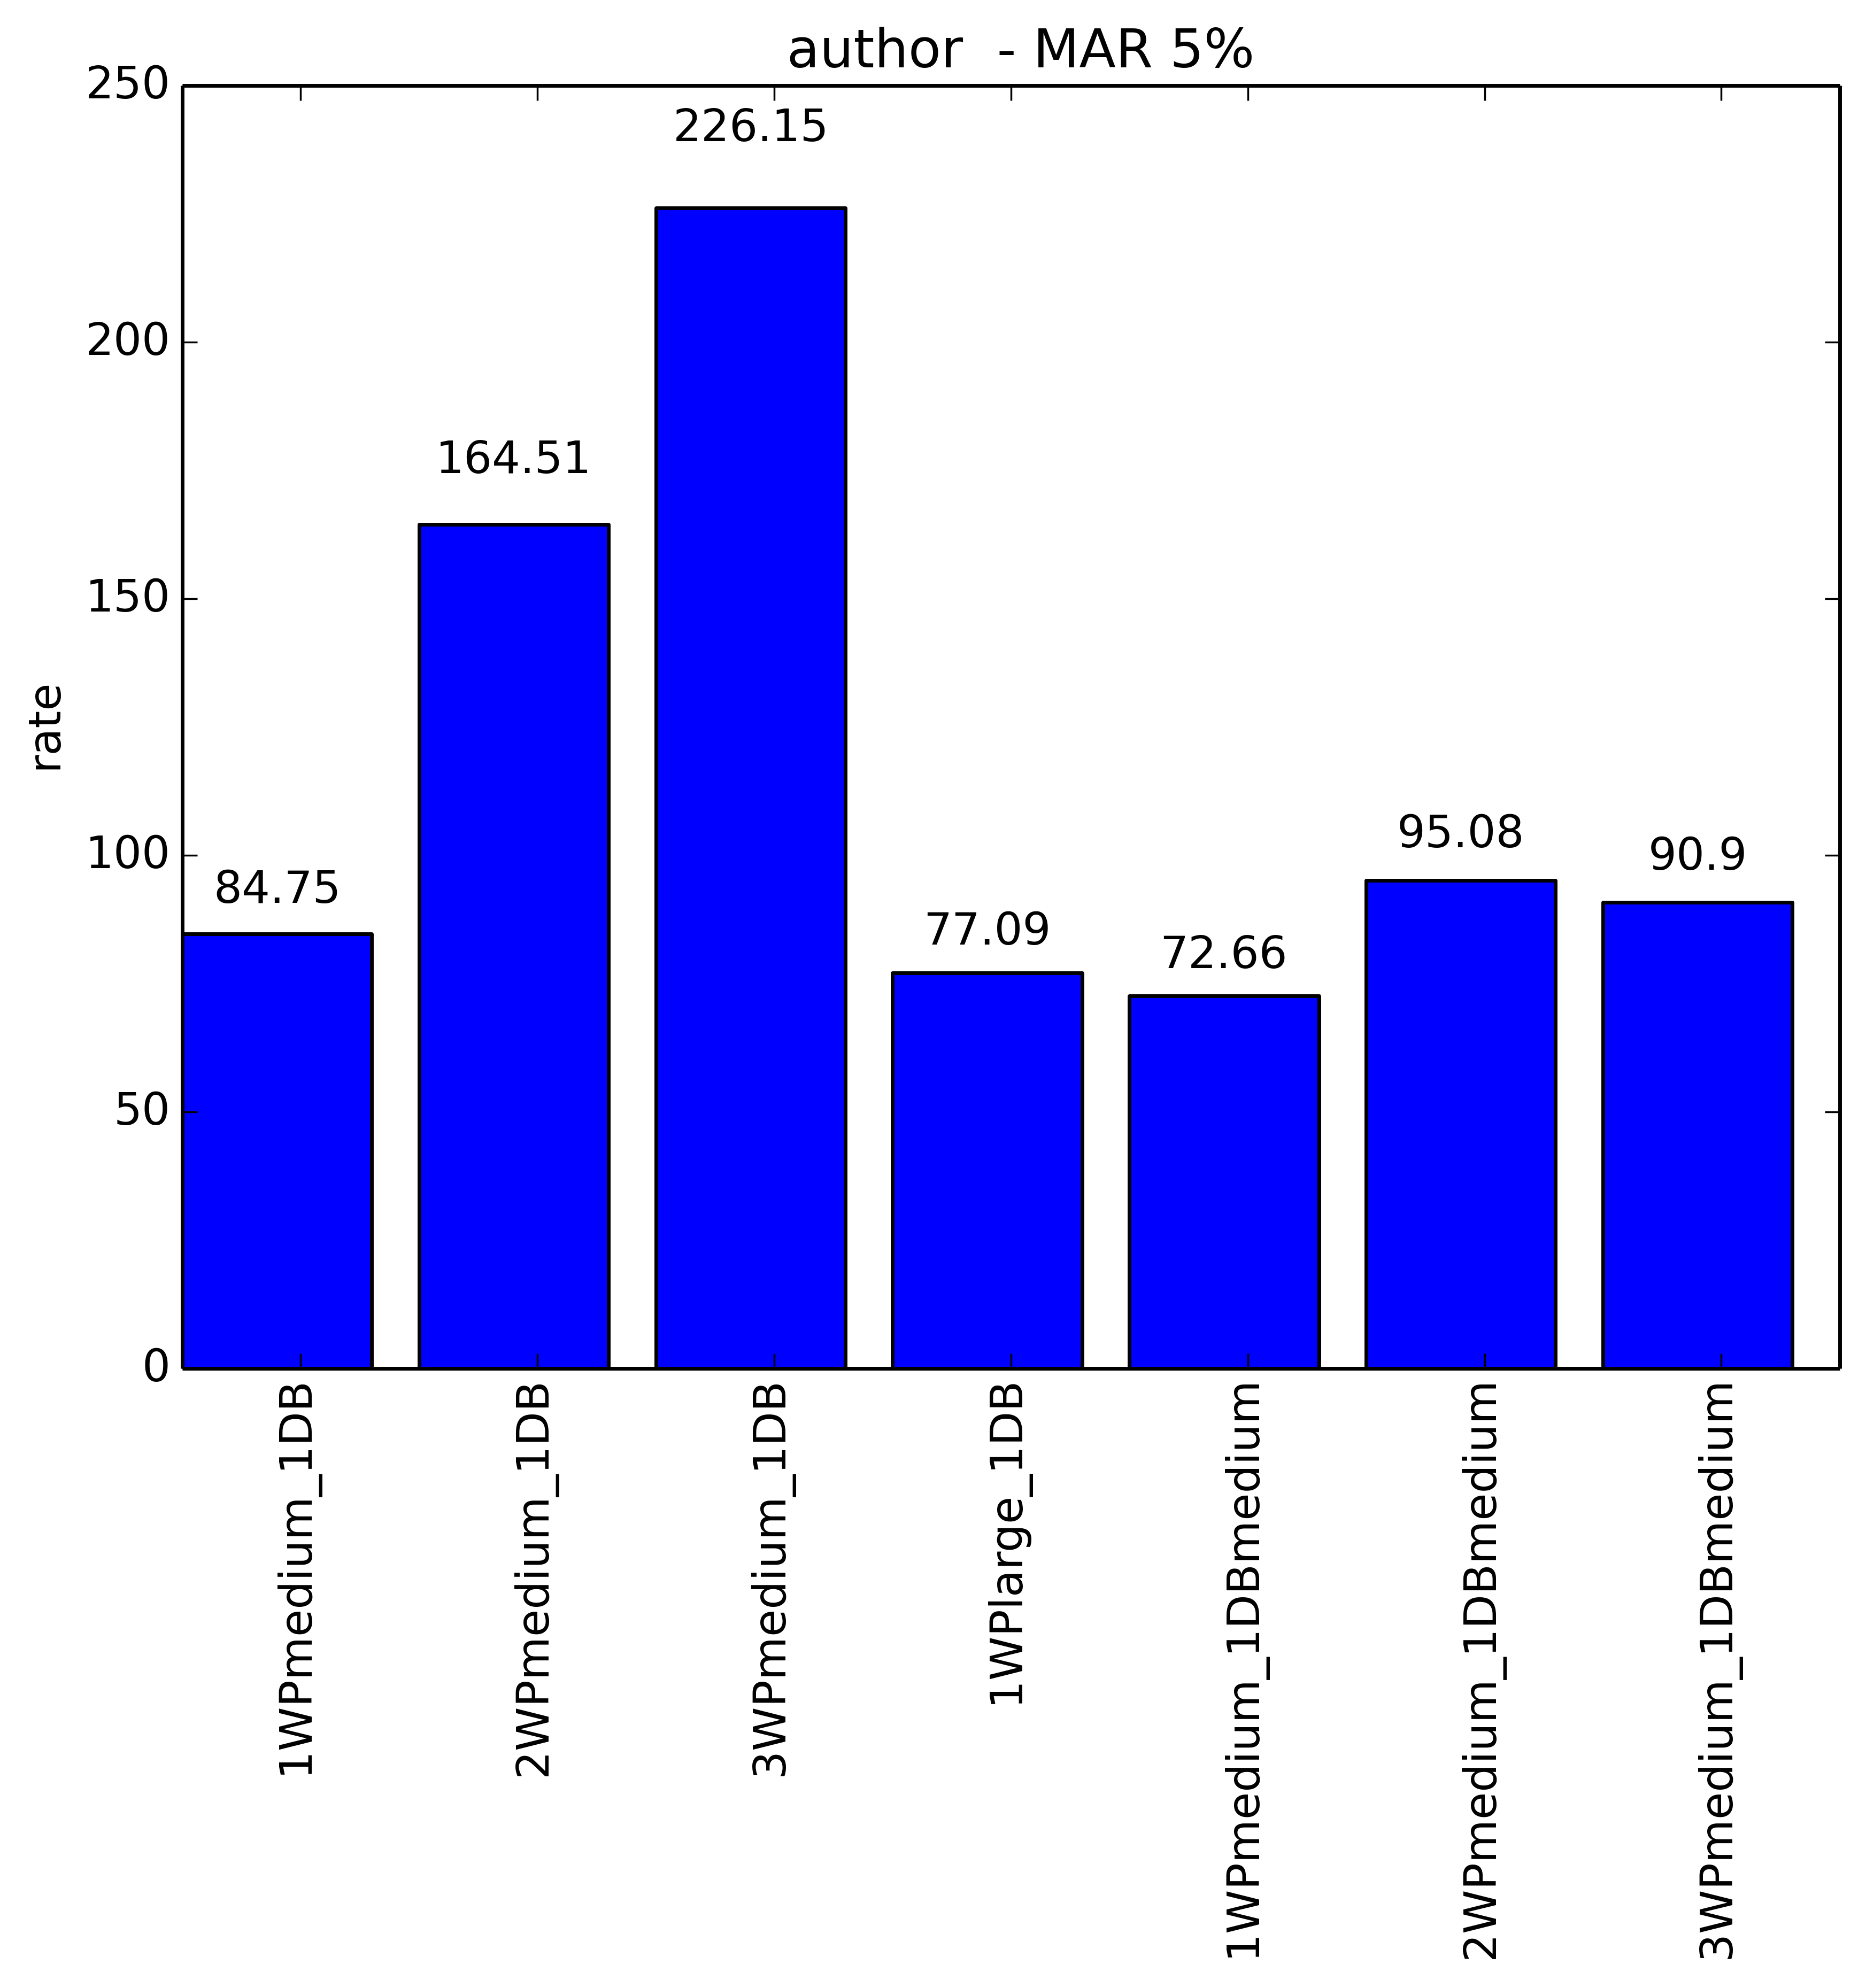 author  - MAR 5%
250
200
150
100
50
0
rate
226.15
164.51
84.75
77.09
72.66
95.08
90.9
1WPmedium_1DB
2WPmedium_1DB
3WPmedium_1DB
1WPlarge_1DB
1WPmedium_1DBmedium
2WPmedium_1DBmedium
3WPmedium_1DBmedium